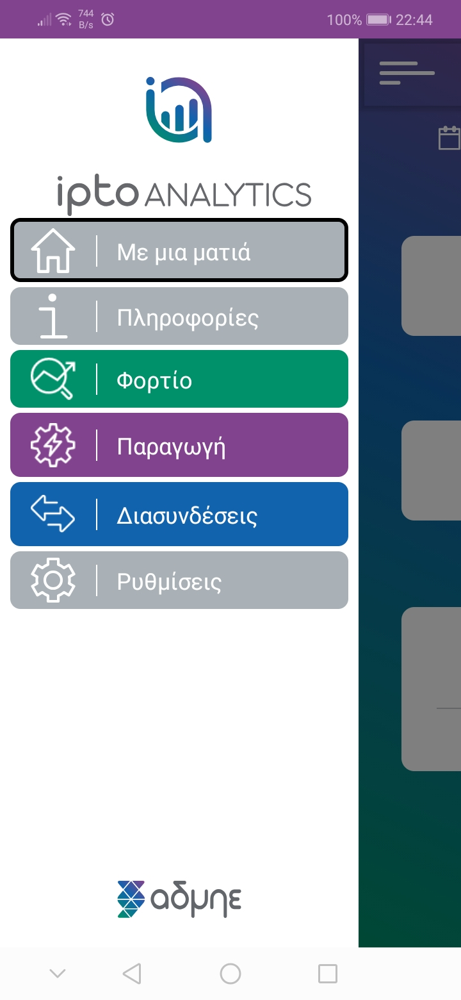 744
B/s
100%
22:44
ipto ANALYTICS
Με μια ματιά
Πληροφορίες
Φορτίο
Παραγωγή
Διασυνδέσεις
Ρυθμίσεις
αδμηε